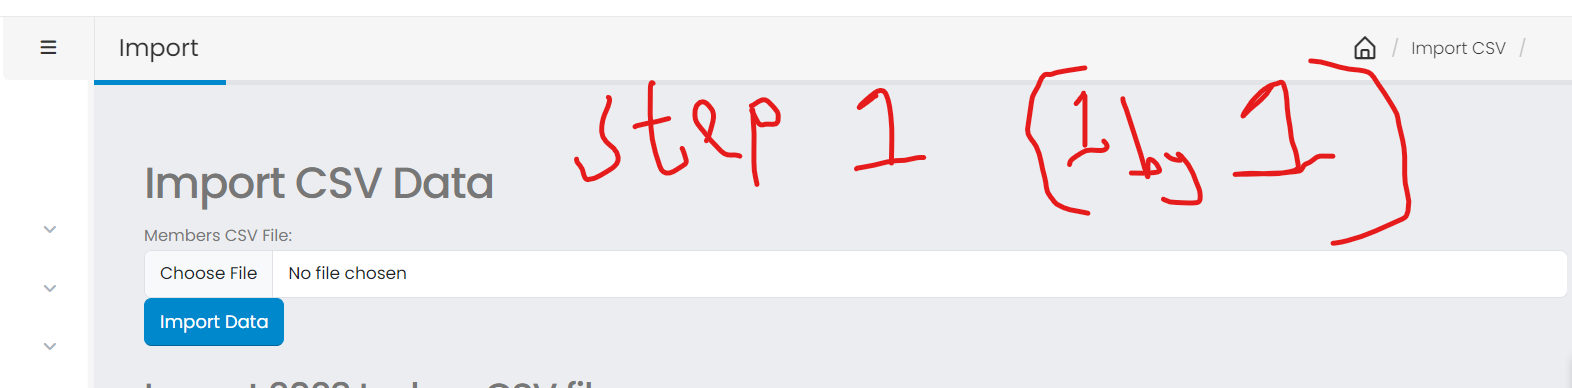 Import
/ Import CSV /
step 1 (1 by 1)
Import CSV Data
Members CSV File:
Choose File No file chosen
Import Data